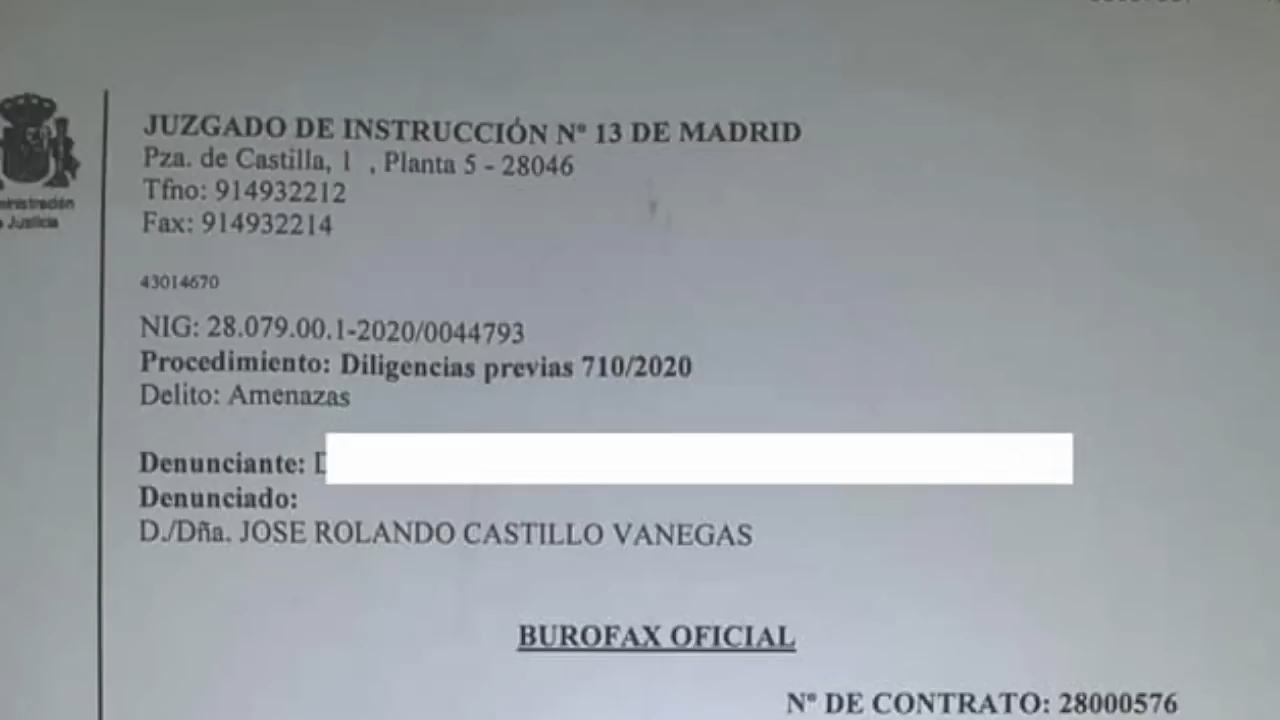 JUZGADO DE INSTRUCCIÓN Nº 13 DE MADRID
Pza. de Castilla, 1 , Planta 5 - 28046
Tfno: 914932212
Fax: 914932214
ministración
Justicia
43014670
NIG: 28.079.00.1-2020/0044793
Procedimiento: Diligencias previas 710/2020
Delito: Amenazas
Denunciante:
Denunciado:
D./Dña. JOSE ROLANDO CASTILLO VANEGAS
BUROFAX OFICIAL
Nº DE CONTRATO: 28000576